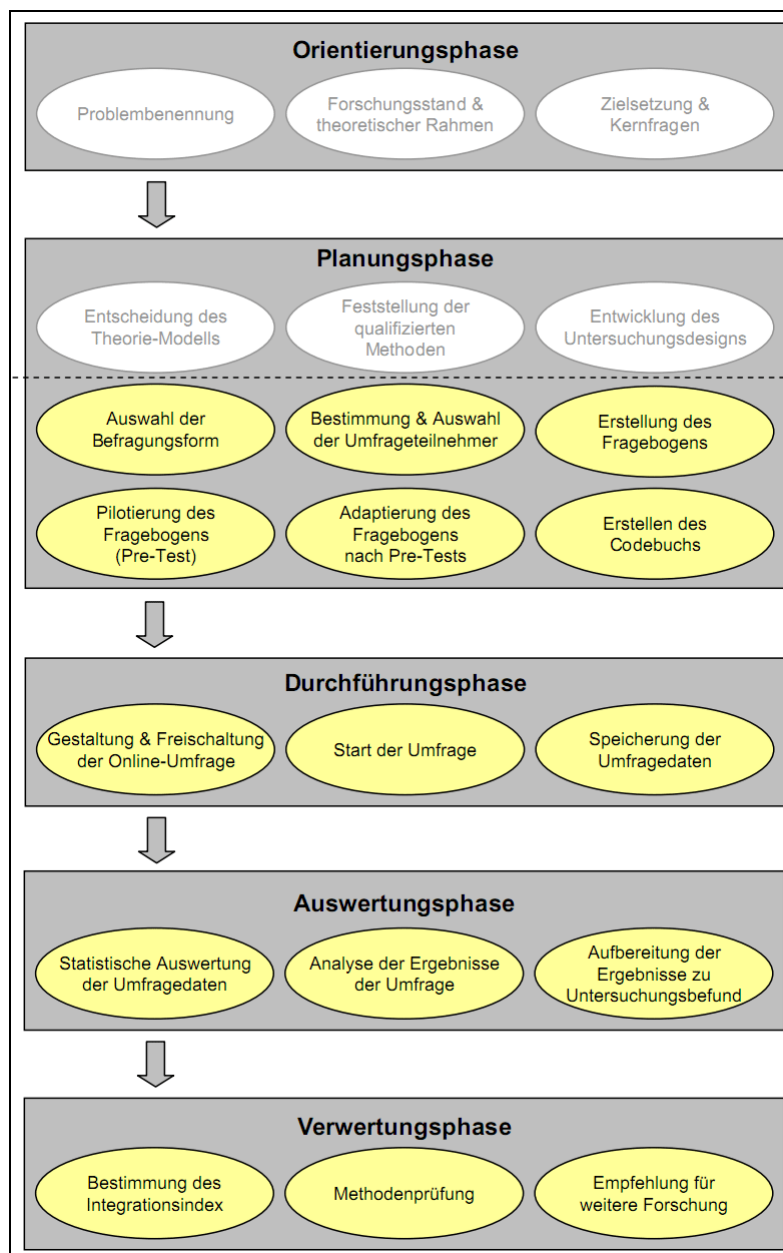 Orientierungsphase
Problembenennung
Forschungsstand &
theoretischer Rahmen
Zielsetzung &
Kernfragen
Planungsphase
Entscheidung des
Theorie-Modells
Feststellung der
qualifizierten
Methoden
Entwicklung des
Untersuchungsdesigns
Auswahl der
Befragungsform
Bestimmung & Auswahl
der Umfrageteilnehmer
Erstellung des
Fragebogens
Pilotierung des
Fragebogens
(Pre-Test)
Adaptierung des
Fragebogens
nach Pre-Tests
Erstellen des
Codebuchs
Durchführungsphase
Gestaltung & Freischaltung
der Online-Umfrage
Start der Umfrage
Speicherung der
Umfragedaten
Auswertungsphase
Statistische Auswertung
der Umfragedaten
Analyse der Ergebnisse
der Umfrage
Aufbereitung der
Ergebnisse zu
Untersuchungsbefund
Verwertungsphase
Bestimmung des
Integrationsindex
Methodenprüfung
Empfehlung für
weitere Forschung